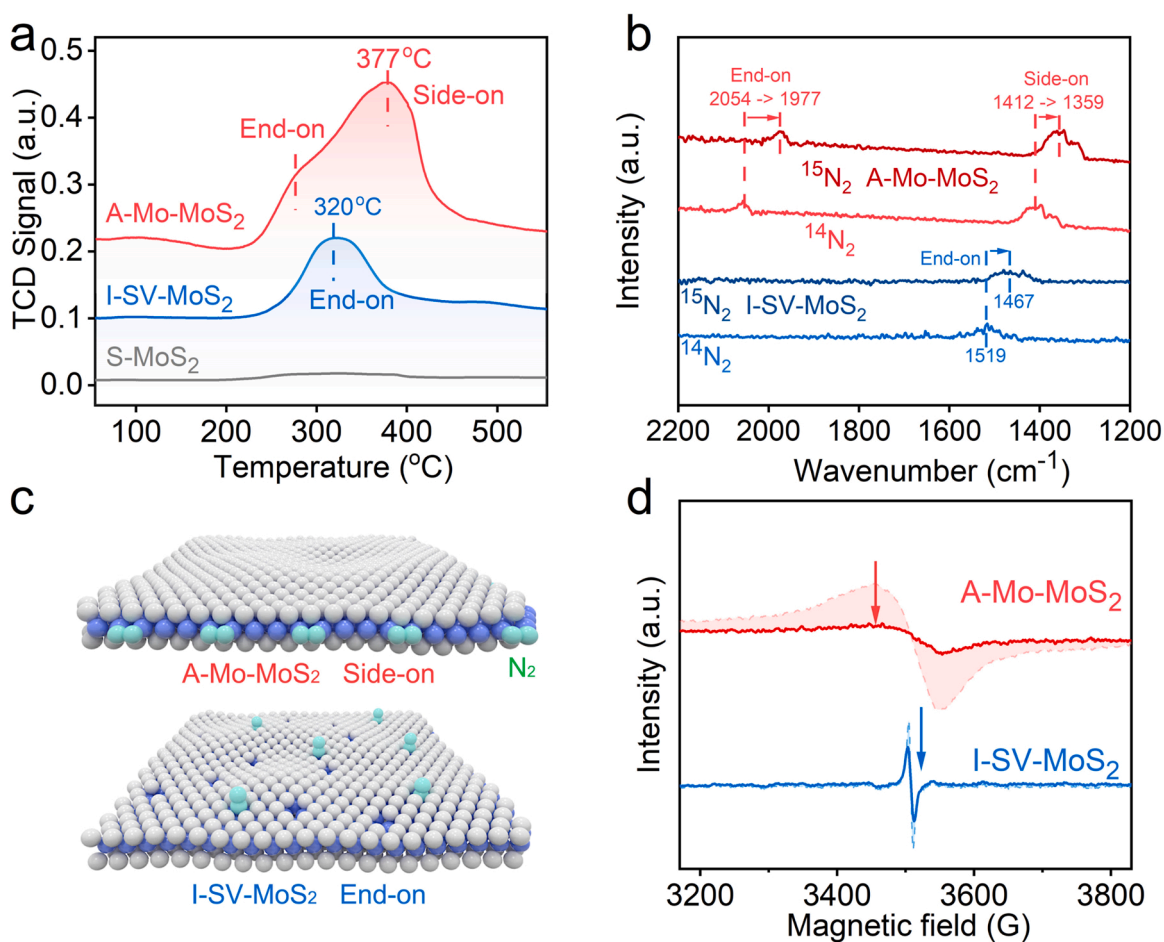 a
0.5
0.4
0.3
0.2
0.1
0.0
TCD Signal (a.u.)
377°C
Side-on
End-on
A-Mo-MoS₂
320°C
End-on
I-SV-MoS₂
S-MoS₂
100 200 300 400 500
Temperature (°C)
b
Intensity (a.u.)
End-on
2054 -> 1977
Side-on
1412 -> 1359
¹⁵N₂ A-Mo-MoS₂
¹⁴N₂
End-on
1467
¹⁵N₂ I-SV-MoS₂
¹⁴N₂
1519
2200 2000 1800 1600 1400 1200
Wavenumber (cm⁻¹)
c
A-Mo-MoS₂ Side-on
N₂
I-SV-MoS₂ End-on
d
Intensity (a.u.)
A-Mo-MoS₂
I-SV-MoS₂
3200 3400 3600 3800
Magnetic field (G)